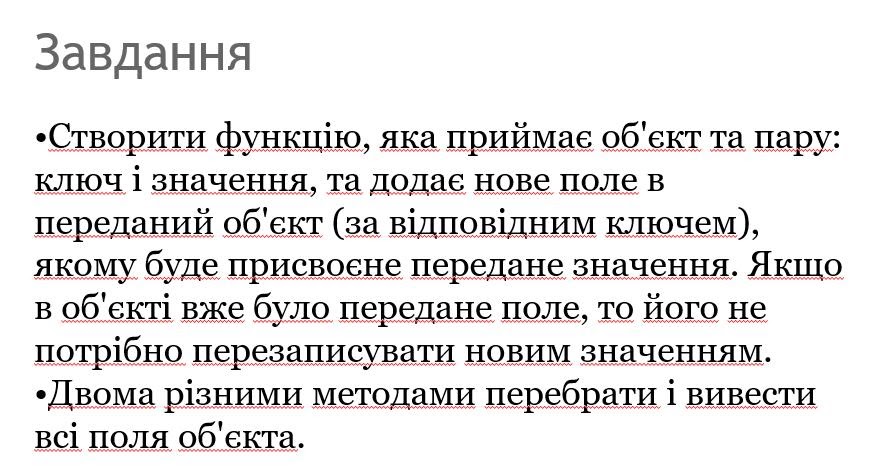 Завдання
•Створити функцію, яка приймає об'єкт та пару:
ключ і значення, та додає нове поле в
переданий об'єкт (за відповідним ключем),
якому буде присвоєне передане значення. Якщо
в об'єкті вже було передане поле, то його не
потрібно перезаписувати новим значенням.
•Двома різними методами перебрати і вивести
всі поля об'єкта.